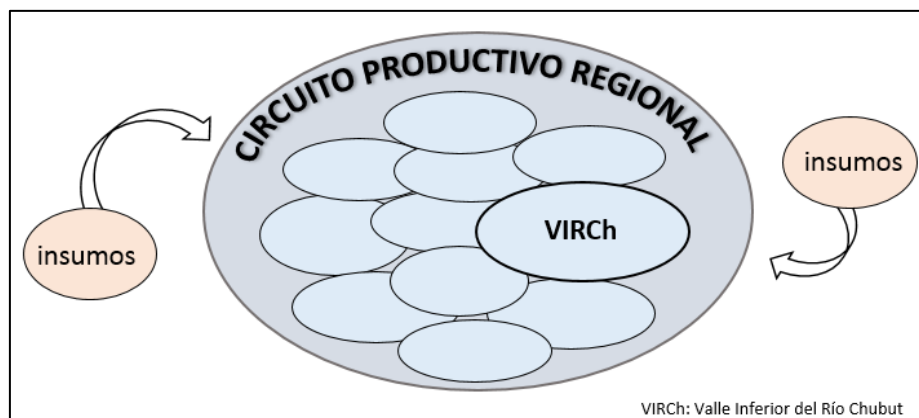 CIRCUITO PRODUCTIVO REGIONAL
insumos
VIRCh
insumos
VIRCh: Valle Inferior del Río Chubut